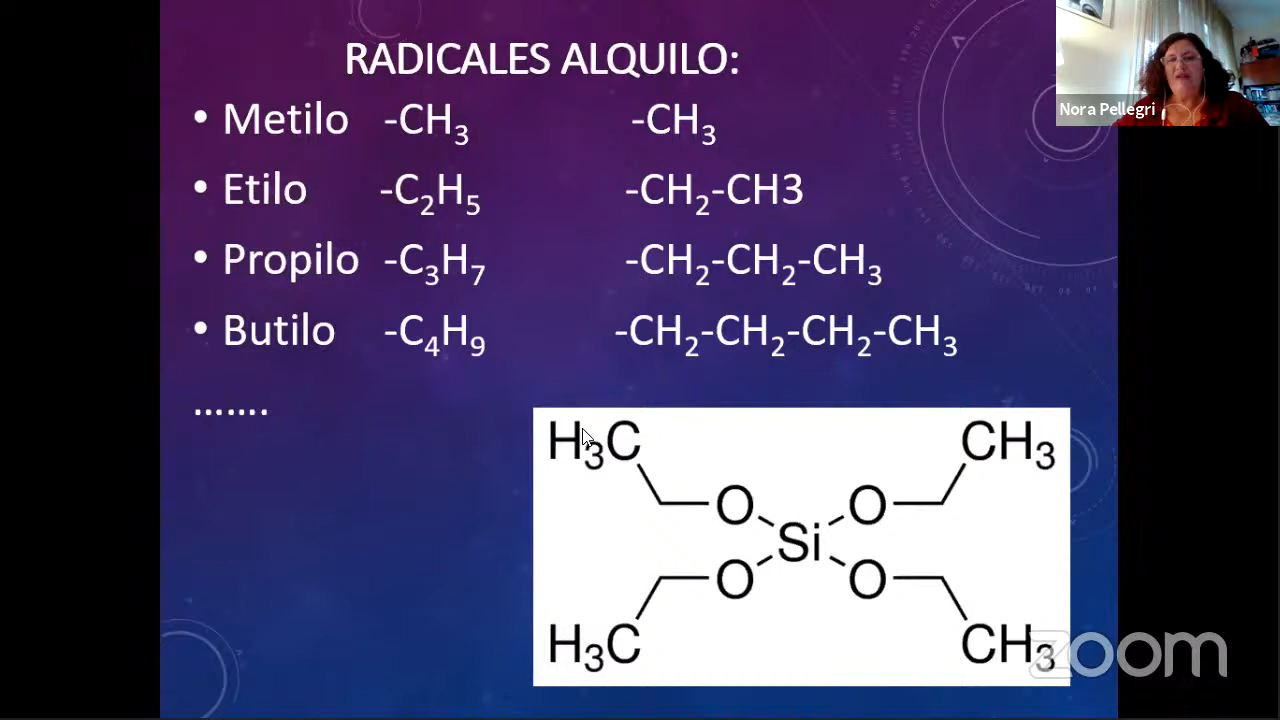 RADICALES ALQUILO:
• Metilo -CH₃ -CH₃
• Etilo -C₂H₅ -CH₂-CH3
• Propilo -C₃H₇ -CH₂-CH₂-CH₃
• Butilo -C₄H₉ -CH₂-CH₂-CH₂-CH₃
.......
H₃C CH₃
O O
Si
O O
H₃C CH₃
Nora Pellegri
zoom